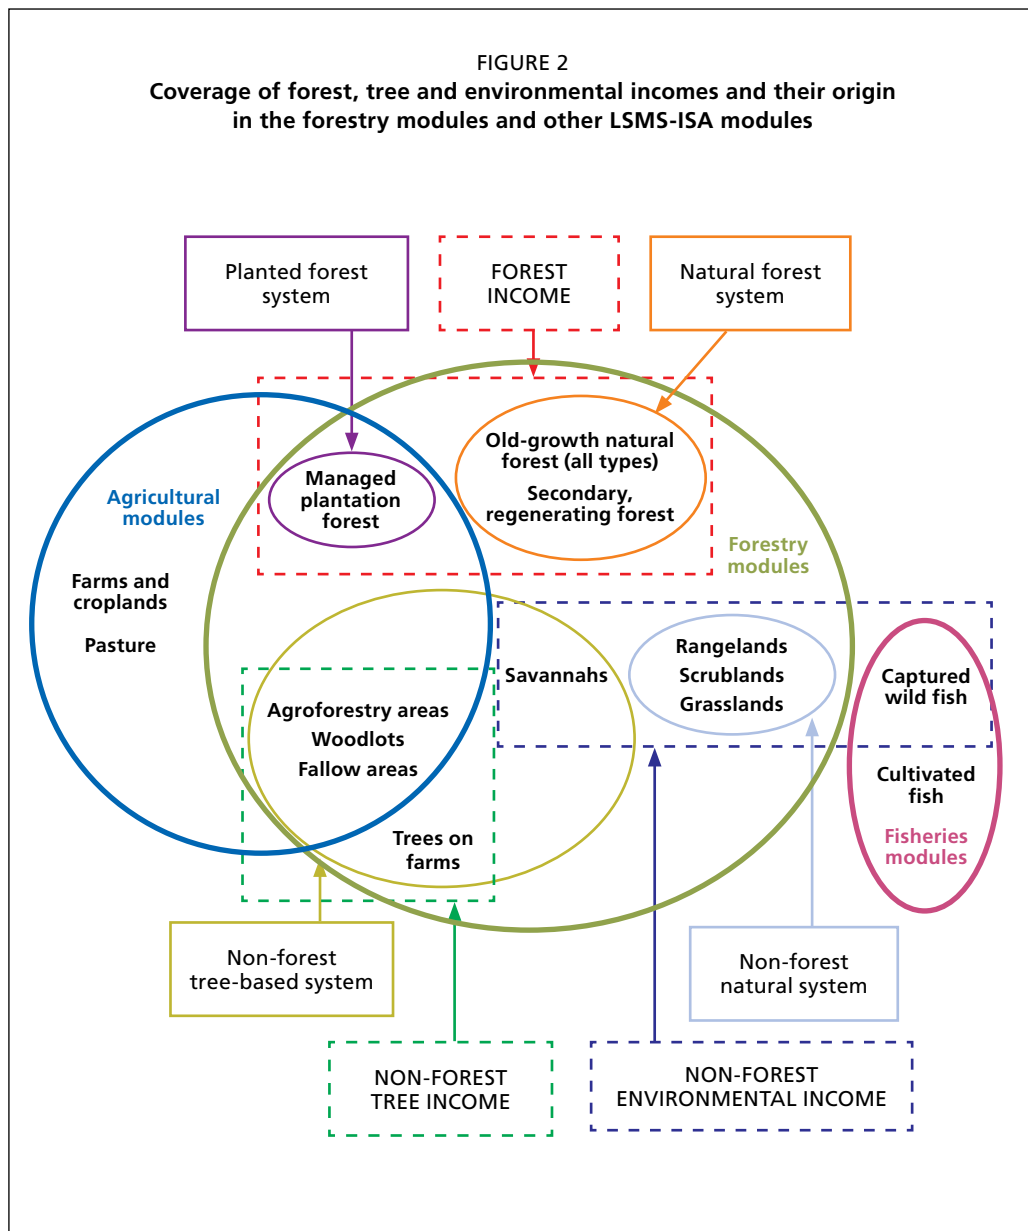 FIGURE 2
Coverage of forest, tree and environmental incomes and their origin
in the forestry modules and other LSMS-ISA modules
Planted forest
system
FOREST
INCOME
Natural forest
system
Old-growth natural
forest (all types)
Secondary,
regenerating forest
Managed
plantation
forest
Agricultural
modules
Forestry
modules
Farms and
croplands
Pasture
Savannahs
Rangelands
Scrublands
Grasslands
Captured
wild fish
Agroforestry areas
Woodlots
Fallow areas
Cultivated
fish
Trees on
farms
Fisheries
modules
Non-forest
tree-based system
Non-forest
natural system
NON-FOREST
TREE INCOME
NON-FOREST
ENVIRONMENTAL INCOME